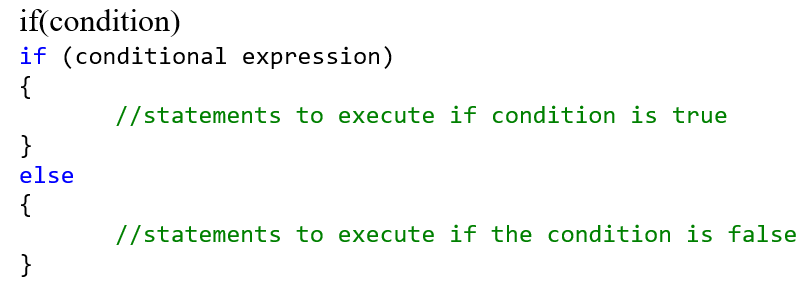 if(condition)
if (conditional expression)
{
//statements to execute if condition is true
}
else
{
//statements to execute if the condition is false
}